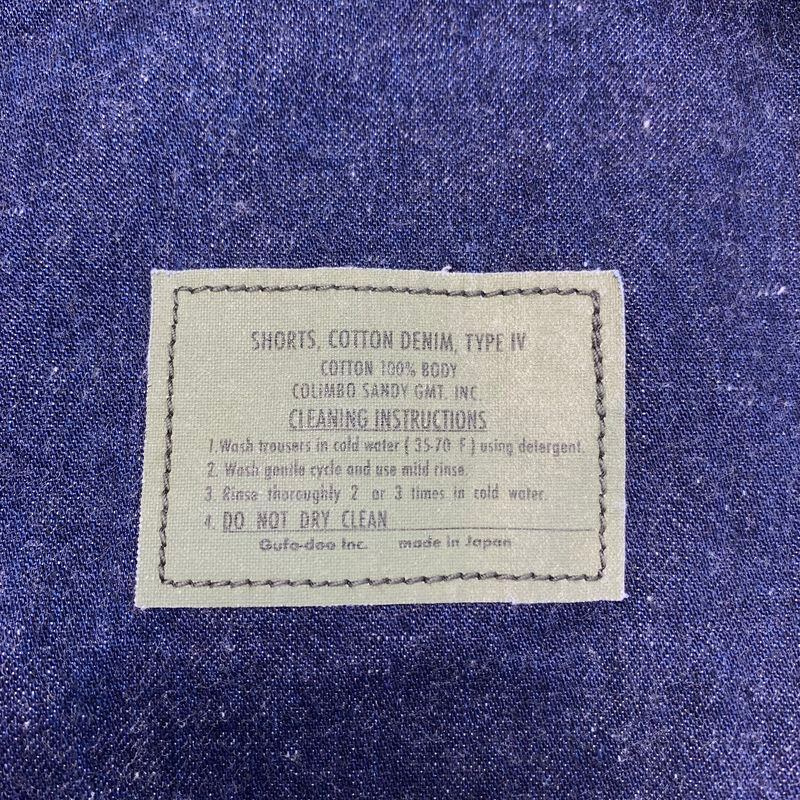 SHORTS, COTTON DENIM, TYPE IV
COTTON 100% BODY
COLIMBO SANDY GMT. INC.
CLEANING INSTRUCTIONS
1. Wash trousers in cold water ( 35-70 F ) using detergent.
2. Wash gentle cycle and use mild rinse.
3. Rinse thoroughly 2 or 3 times in cold water.
4. DO NOT DRY CLEAN
Gufo-doo Inc. made in Japan